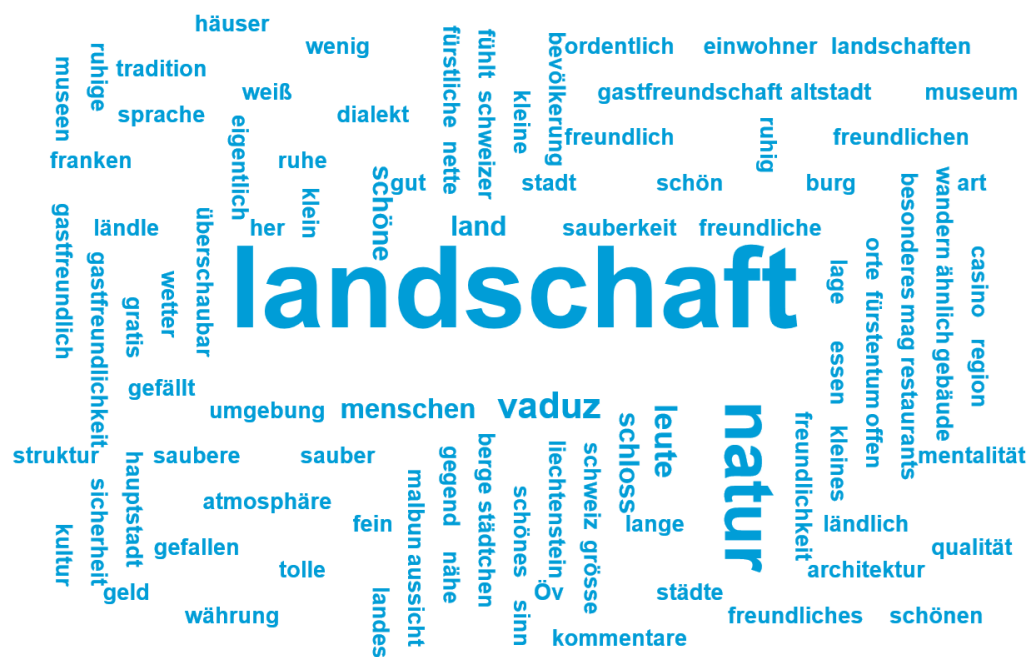 häuser
wenig
ordentlich
einwohner
landschaften
tradition
weiß
gastfreundschaft
altstadt
museum
museen
ruhige
sprache
dialekt
fürstliche
fühlt
schweizer
kleine
bevölkerung
freundlich
ruhig
freundlichen
franken
eigentlich
ruhe
nette
gut
stadt
schön
burg
art
schöne
klein
ländle
her
land
sauberkeit
freundliche
gastfreundlich
gastfreundlichkeit
überschaubar
wetter
gratis
landschaft
lage
orte
fürstentum
besonderes
mag
restaurants
wandern
ähnlich
gebäude
casino
region
essen
offen
gefällt
umgebung
menschen
vaduz
schloss
leute
natur
freundlichkeit
kleines
struktur
saubere
sauber
mentalität
hauptstadt
sicherheit
kultur
atmosphäre
malbun
aussicht
gegend
nähe
berge
städtchen
schönes
sinn
liechtenstein
schweiz
grösse
fein
lange
ländlich
gefallen
qualität
tolle
architektur
geld
Öv
städte
währung
landes
freundliches
schönen
kommentare